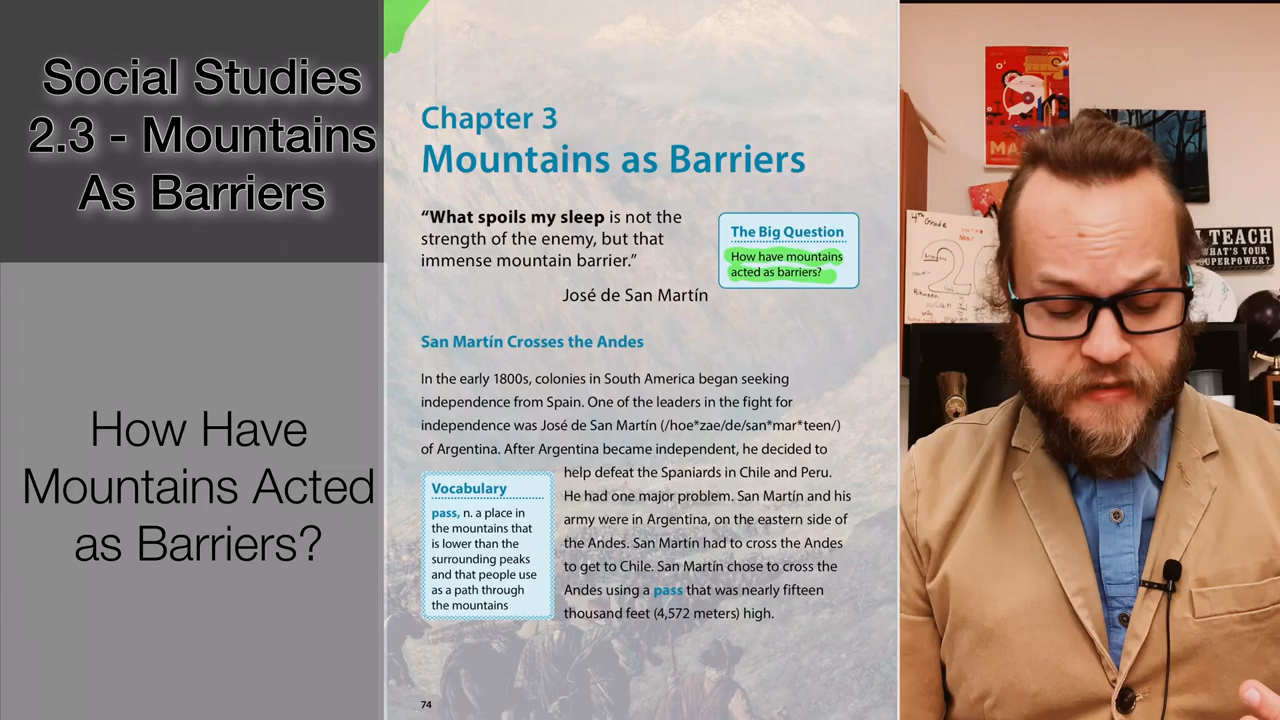 Social Studies
2.3 - Mountains
As Barriers
How Have
Mountains Acted
as Barriers?
Chapter 3
Mountains as Barriers
“What spoils my sleep is not the
strength of the enemy, but that
immense mountain barrier.”
José de San Martín
The Big Question
How have mountains
acted as barriers?
San Martín Crosses the Andes
In the early 1800s, colonies in South America began seeking
independence from Spain. One of the leaders in the fight for
independence was José de San Martín (/hoe*zae/de/san*mar*teen/)
of Argentina. After Argentina became independent, he decided to
help defeat the Spaniards in Chile and Peru.
He had one major problem. San Martín and his
army were in Argentina, on the eastern side of
the Andes. San Martín had to cross the Andes
to get to Chile. San Martín chose to cross the
Andes using a pass that was nearly fifteen
thousand feet (4,572 meters) high.
Vocabulary
pass, n. a place in
the mountains that
is lower than the
surrounding peaks
and that people use
as a path through
the mountains
74
4th Grade
I TEACH
WHAT'S YOUR
SUPERPOWER?